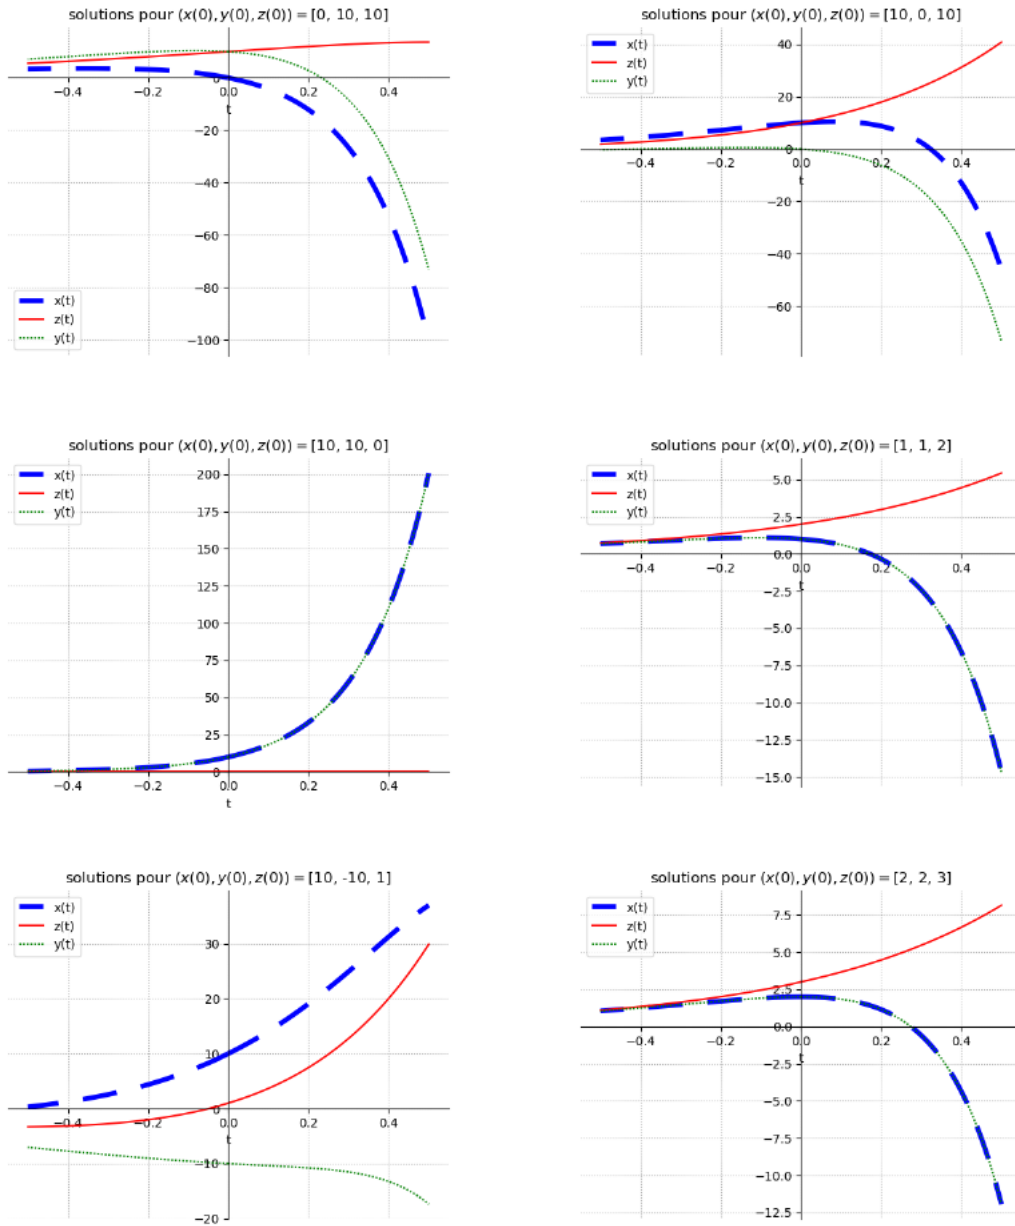 solutions pour (x(0), y(0), z(0)) = [0, 10, 10]
−0.4 −0.2 0.0 0.2 0.4
t
−20
−40
−60
−80
−100
x(t)
z(t)
y(t)
solutions pour (x(0), y(0), z(0)) = [10, 0, 10]
x(t)
z(t)
y(t)
40
20
0
−0.4 −0.2 0.0 0.2 0.4
t
−20
−40
−60
solutions pour (x(0), y(0), z(0)) = [10, 10, 0]
x(t)
z(t)
y(t)
200
175
150
125
100
75
50
25
0
−0.4 −0.2 0.0 0.2 0.4
t
solutions pour (x(0), y(0), z(0)) = [1, 1, 2]
x(t)
z(t)
y(t)
5.0
2.5
0.0
−0.4 −0.2 0.0 0.2 0.4
t
−2.5
−5.0
−7.5
−10.0
−12.5
−15.0
solutions pour (x(0), y(0), z(0)) = [10, -10, 1]
x(t)
z(t)
y(t)
30
20
10
0
−0.4 −0.2 0.0 0.2 0.4
t
−10
−20
solutions pour (x(0), y(0), z(0)) = [2, 2, 3]
x(t)
z(t)
y(t)
7.5
5.0
2.5
0.0
−0.4 −0.2 0.0 0.2 0.4
t
−2.5
−5.0
−7.5
−10.0
−12.5